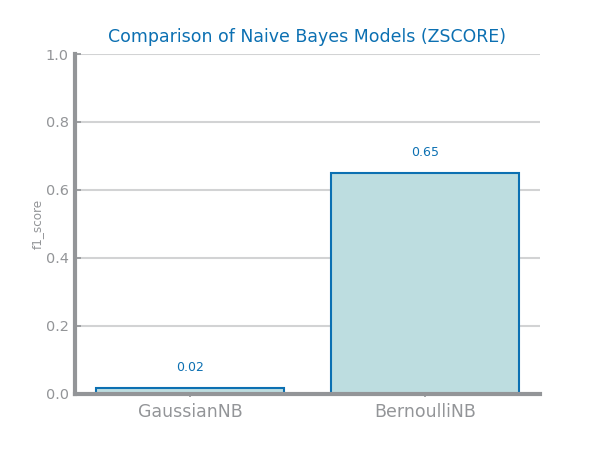 Comparison of Naive Bayes Models (ZSCORE)
1.0
0.8
0.6
0.4
0.2
0.0
f1_score
0.02
0.65
GaussianNB
BernoulliNB